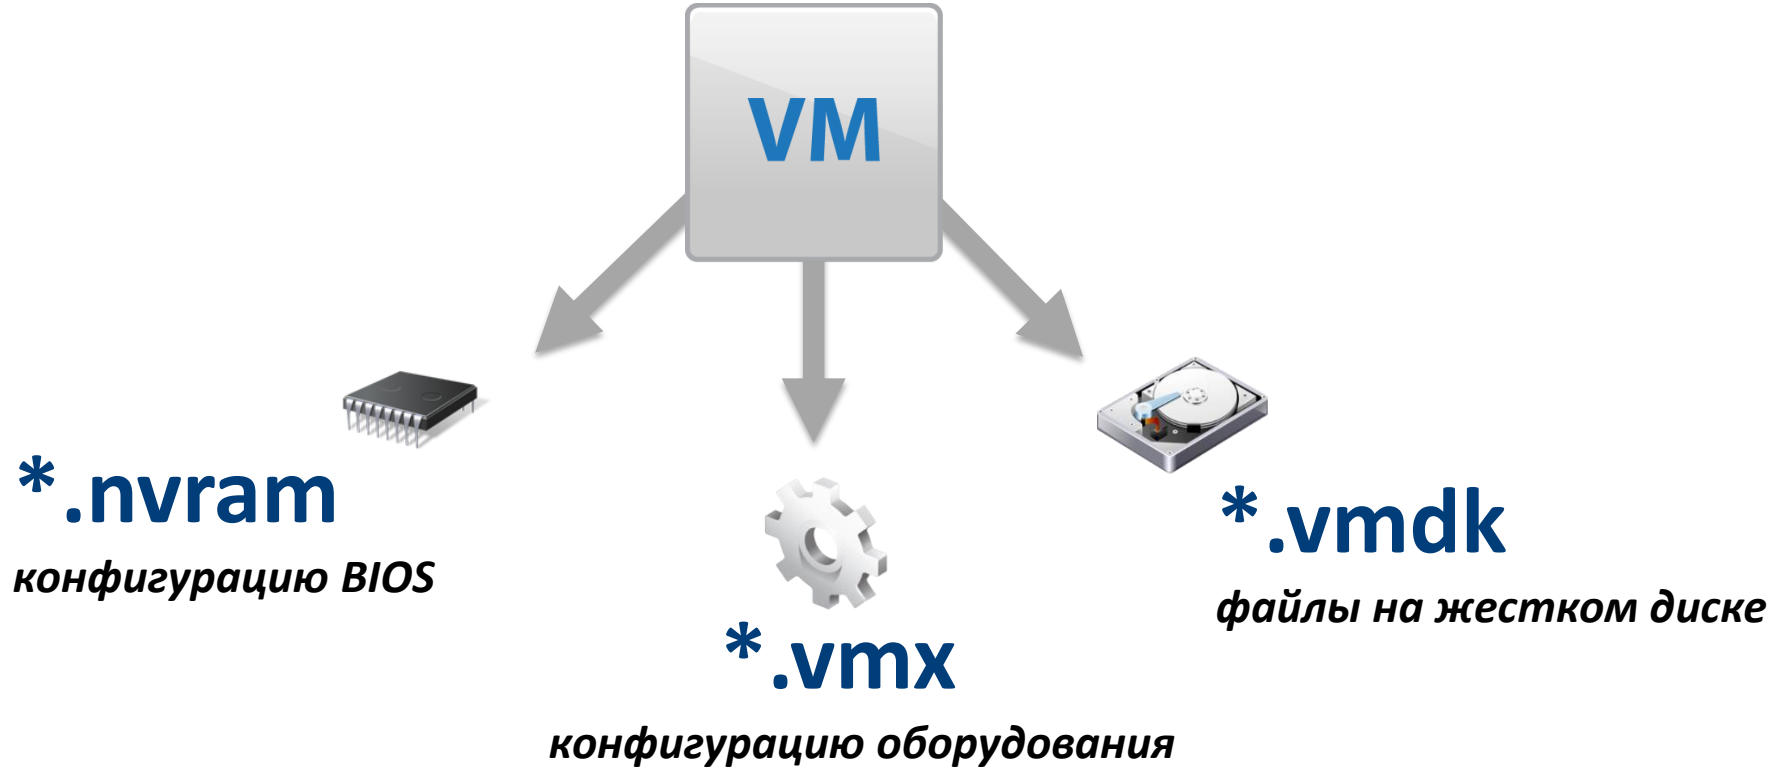 VM
*.nvram
конфигурацию BIOS
*.vmx
конфигурацию оборудования
*.vmdk
файлы на жестком диске